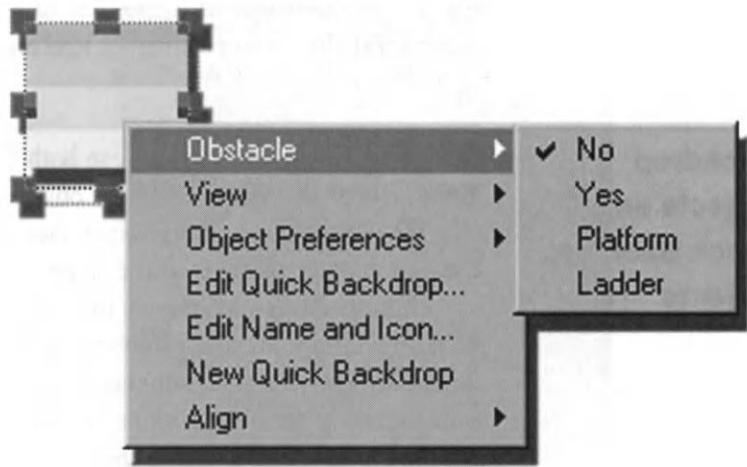 Obstacle
View
Object Preferences
Edit Quick Backdrop...
Edit Name and Icon...
New Quick Backdrop
Align
No
Yes
Platform
Ladder